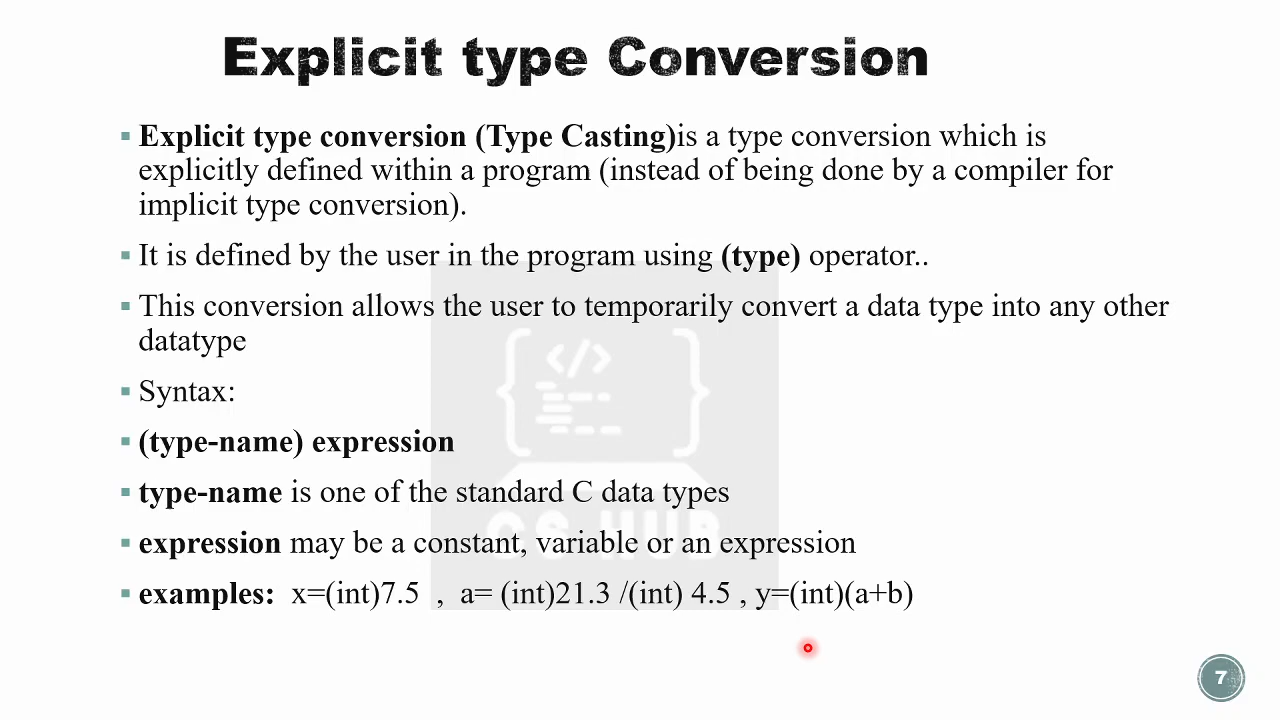 Explicit type Conversion
Explicit type conversion (Type Casting)is a type conversion which is
explicitly defined within a program (instead of being done by a compiler for
implicit type conversion).
It is defined by the user in the program using (type) operator..
This conversion allows the user to temporarily convert a data type into any other
datatype
</>
Syntax:
(type-name) expression
type-name is one of the standard C data types
CS HUB
expression may be a constant, variable or an expression
examples: x=(int)7.5 , a= (int)21.3 /(int) 4.5 , y=(int)(a+b)
7